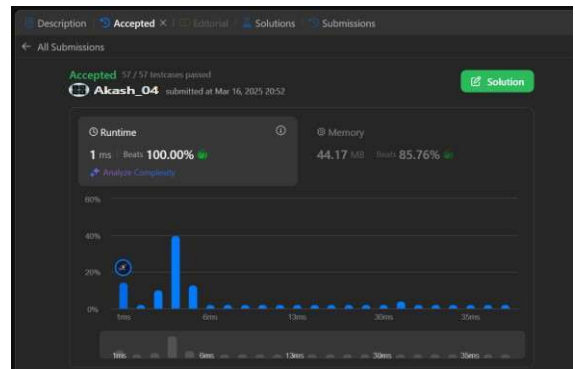 Description Accepted × Editorial Solutions Submissions
← All Submissions
Accepted 57 / 57 testcases passed
Akash_04 submitted at Mar 16, 2025 20:52
Solution
Runtime
1 ms Beats 100.00%
Analyze Complexity
Memory
44.17 MB Beats 85.76%
60%
40%
20%
0%
1ms 6ms 13ms 30ms 35ms
1ms 6ms 13ms 30ms 35ms